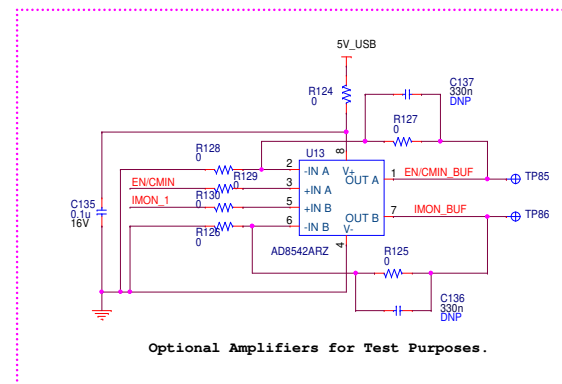 5V_USB
R124
0
C137
330n
DNP
R127
0
R128
0
U13
8
2
-IN A
V+
R129
0
OUT A
1
EN/CMIN_BUF
TP85
EN/CMIN
3
+IN A
R130
0
IMON_1
5
+IN B
OUT B
7
IMON_BUF
TP86
C135
0.1u
16V
R126
0
6
-IN B
V-
4
AD8542ARZ
R125
0
C136
330n
DNP
Optional Amplifiers for Test Purposes.